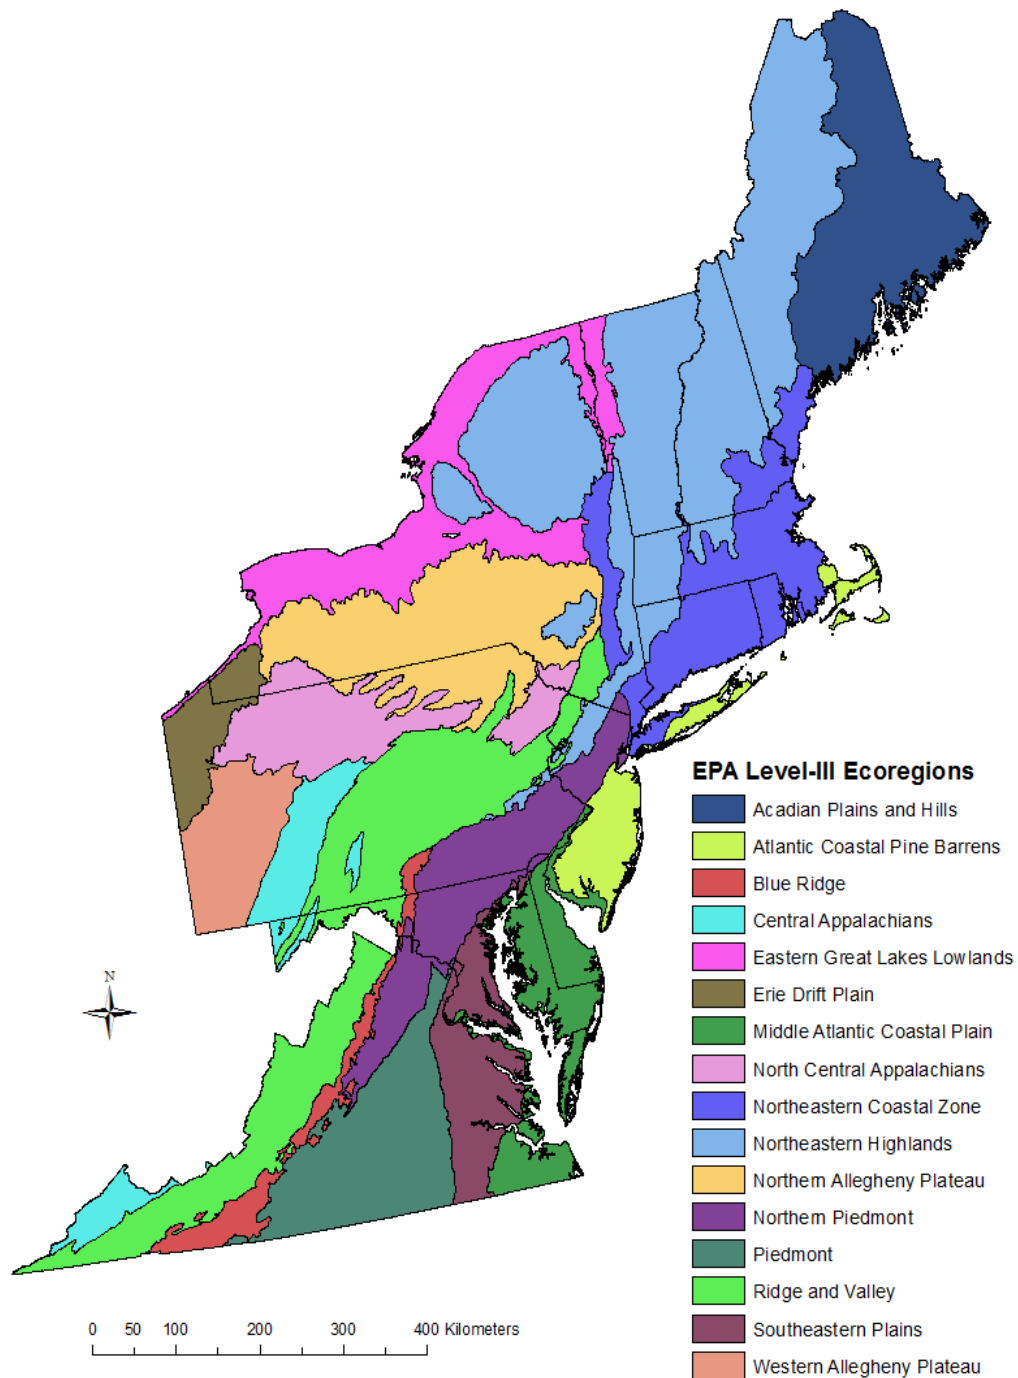 EPA Level-III Ecoregions
Acadian Plains and Hills
Atlantic Coastal Pine Barrens
Blue Ridge
Central Appalachians
Eastern Great Lakes Lowlands
Erie Drift Plain
Middle Atlantic Coastal Plain
North Central Appalachians
Northeastern Coastal Zone
Northeastern Highlands
Northern Allegheny Plateau
Northern Piedmont
Piedmont
Ridge and Valley
Southeastern Plains
Western Allegheny Plateau
N
0 50 100 200 300 400 Kilometers